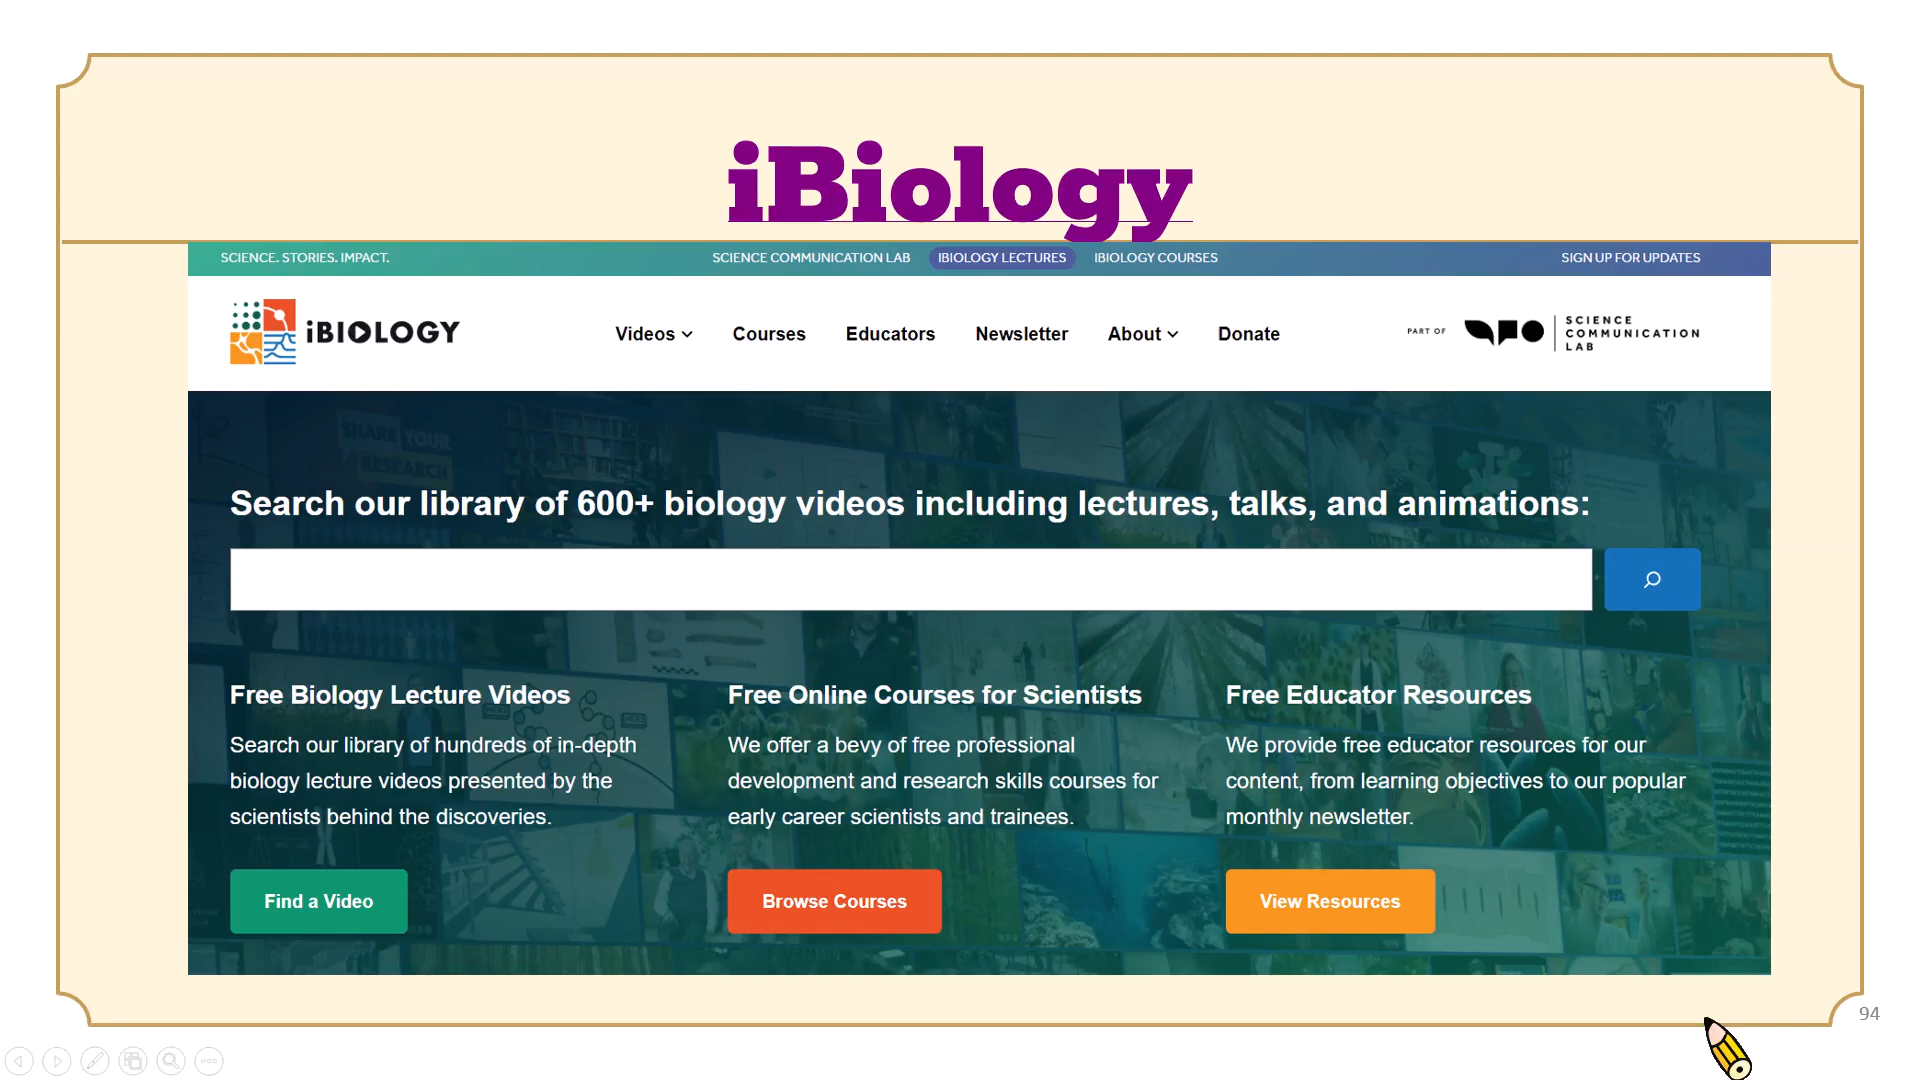 iBiology
SCIENCE. STORIES. IMPACT.
SCIENCE COMMUNICATION LAB
IBIOLOGY LECTURES
IBIOLOGY COURSES
SIGN UP FOR UPDATES
iBIOLOGY
Videos
Courses
Educators
Newsletter
About
Donate
PART OF
SCIENCE
COMMUNICATION
LAB
SHARE YOUR
RESEARCH
Search our library of 600+ biology videos including lectures, talks, and animations:
Free Biology Lecture Videos
Search our library of hundreds of in-depth
biology lecture videos presented by the
scientists behind the discoveries.
Find a Video
Free Online Courses for Scientists
We offer a bevy of free professional
development and research skills courses for
early career scientists and trainees.
Browse Courses
Free Educator Resources
We provide free educator resources for our
content, from learning objectives to our popular
monthly newsletter.
View Resources
94